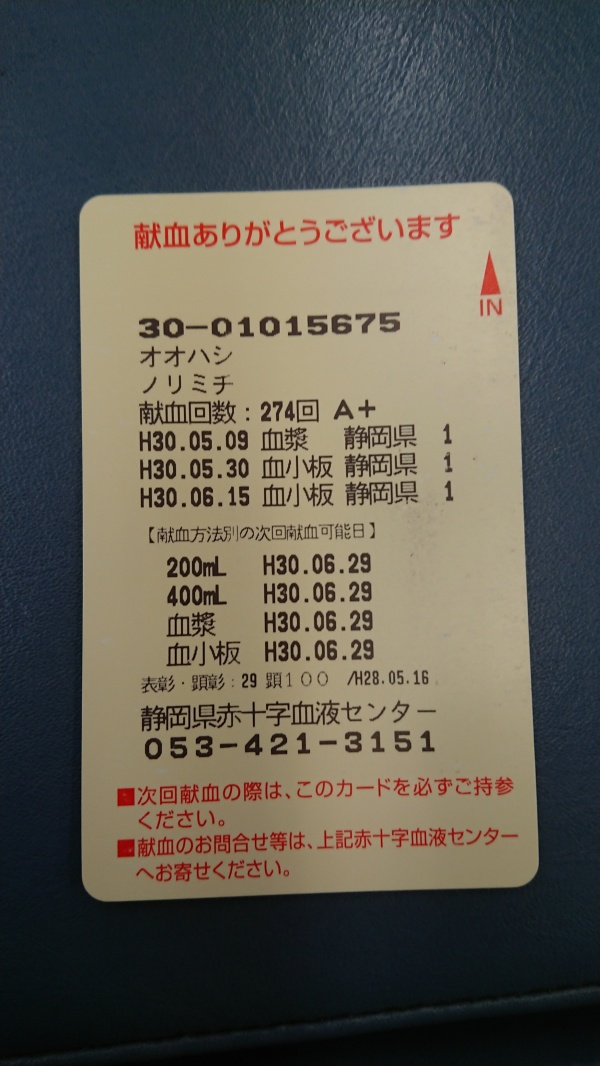 献血ありがとうございます
IN
30-01015675
オオハシ
ノリミチ
献血回数:274回 A+
H30.05.09 血漿 静岡県 1
H30.05.30 血小板 静岡県 1
H30.06.15 血小板 静岡県 1
【献血方法別の次回献血可能日】
200mL H30.06.29
400mL H30.06.29
血漿 H30.06.29
血小板 H30.06.29
表彰・顕彰:29 顕100 /H28.05.16
静岡県赤十字血液センター
053-421-3151
■次回献血の際は、このカードを必ずご持参
ください。
■献血のお問合せ等は、上記赤十字血液センター
へお寄せください。